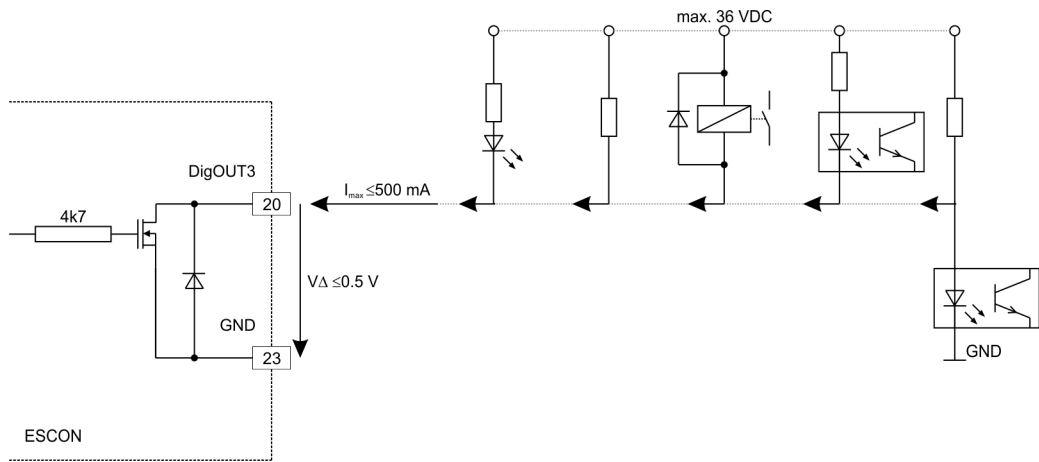 max. 36 VDC
DigOUT3
20
Imax ≤500 mA
4k7
VΔ ≤0.5 V
GND
23
GND
ESCON